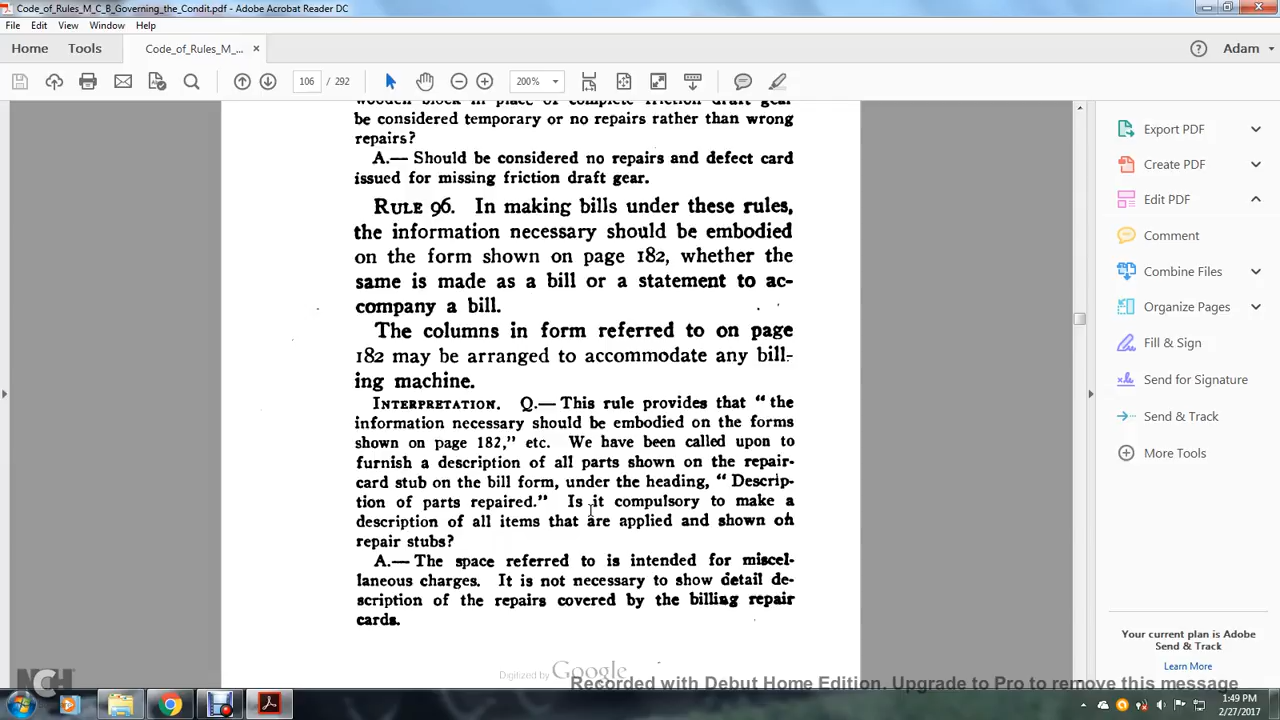 Code_of_Rules_M_C_B_Governing_the_Condit.pdf - Adobe Acrobat Reader DC
File Edit View Window Help
Home Tools Code_of_Rules_M_... × Adam
106 / 292 200%
wooden block in place of complete friction draft gear
be considered temporary or no repairs rather than wrong
repairs?
A.— Should be considered no repairs and defect card
issued for missing friction draft gear.
RULE 96. In making bills under these rules,
the information necessary should be embodied
on the form shown on page 182, whether the
same is made as a bill or a statement to ac-
company a bill.
The columns in form referred to on page
182 may be arranged to accommodate any bill-
ing machine.
INTERPRETATION. Q.— This rule provides that "the
information necessary should be embodied on the forms
shown on page 182," etc. We have been called upon to
furnish a description of all parts shown on the repair-
card stub on the bill form, under the heading, "Descrip-
tion of parts repaired." Is it compulsory to make a
description of all items that are applied and shown on
repair stubs?
A.— The space referred to is intended for miscel-
laneous charges. It is not necessary to show detail de-
scription of the repairs covered by the billing repair
cards.
Digitized by Google
Export PDF
Create PDF
Edit PDF
Comment
Combine Files
Organize Pages
Fill & Sign
Send for Signature
Send & Track
More Tools
Your current plan is Adobe
Send & Track
Learn More
NCH
Recorded with Debut Home Edition. Upgrade to Pro to remove this message
1:49 PM
2/27/2017